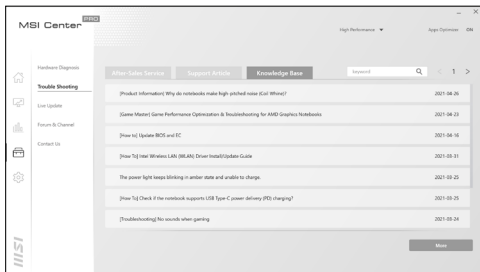 MSI Center PRO
High Performance
Apps Optimizer ON
Hardware Diagnosis
Trouble Shooting
Live Update
Forum & Channel
Contact Us
After-Sales Service Support Article Knowledge Base
keyword
< 1 >
[Product Information] Why do notebooks make high-pitched noise (Coil Whine)? 2021-04-26
[Game Master] Game Performance Optimization & Troubleshooting for AMD Graphics Notebooks 2021-04-23
[How to] Update BIOS and EC 2021-04-16
[How To] Intel Wireless LAN (WLAN) Driver Install/Update Guide 2021-03-31
The power light keeps blinking in amber state and unable to charge. 2021-03-25
[How To] Check if the notebook supports USB Type-C power delivery (PD) charging? 2021-03-25
[Troubleshooting] No sounds when gaming 2021-03-24
More
msi